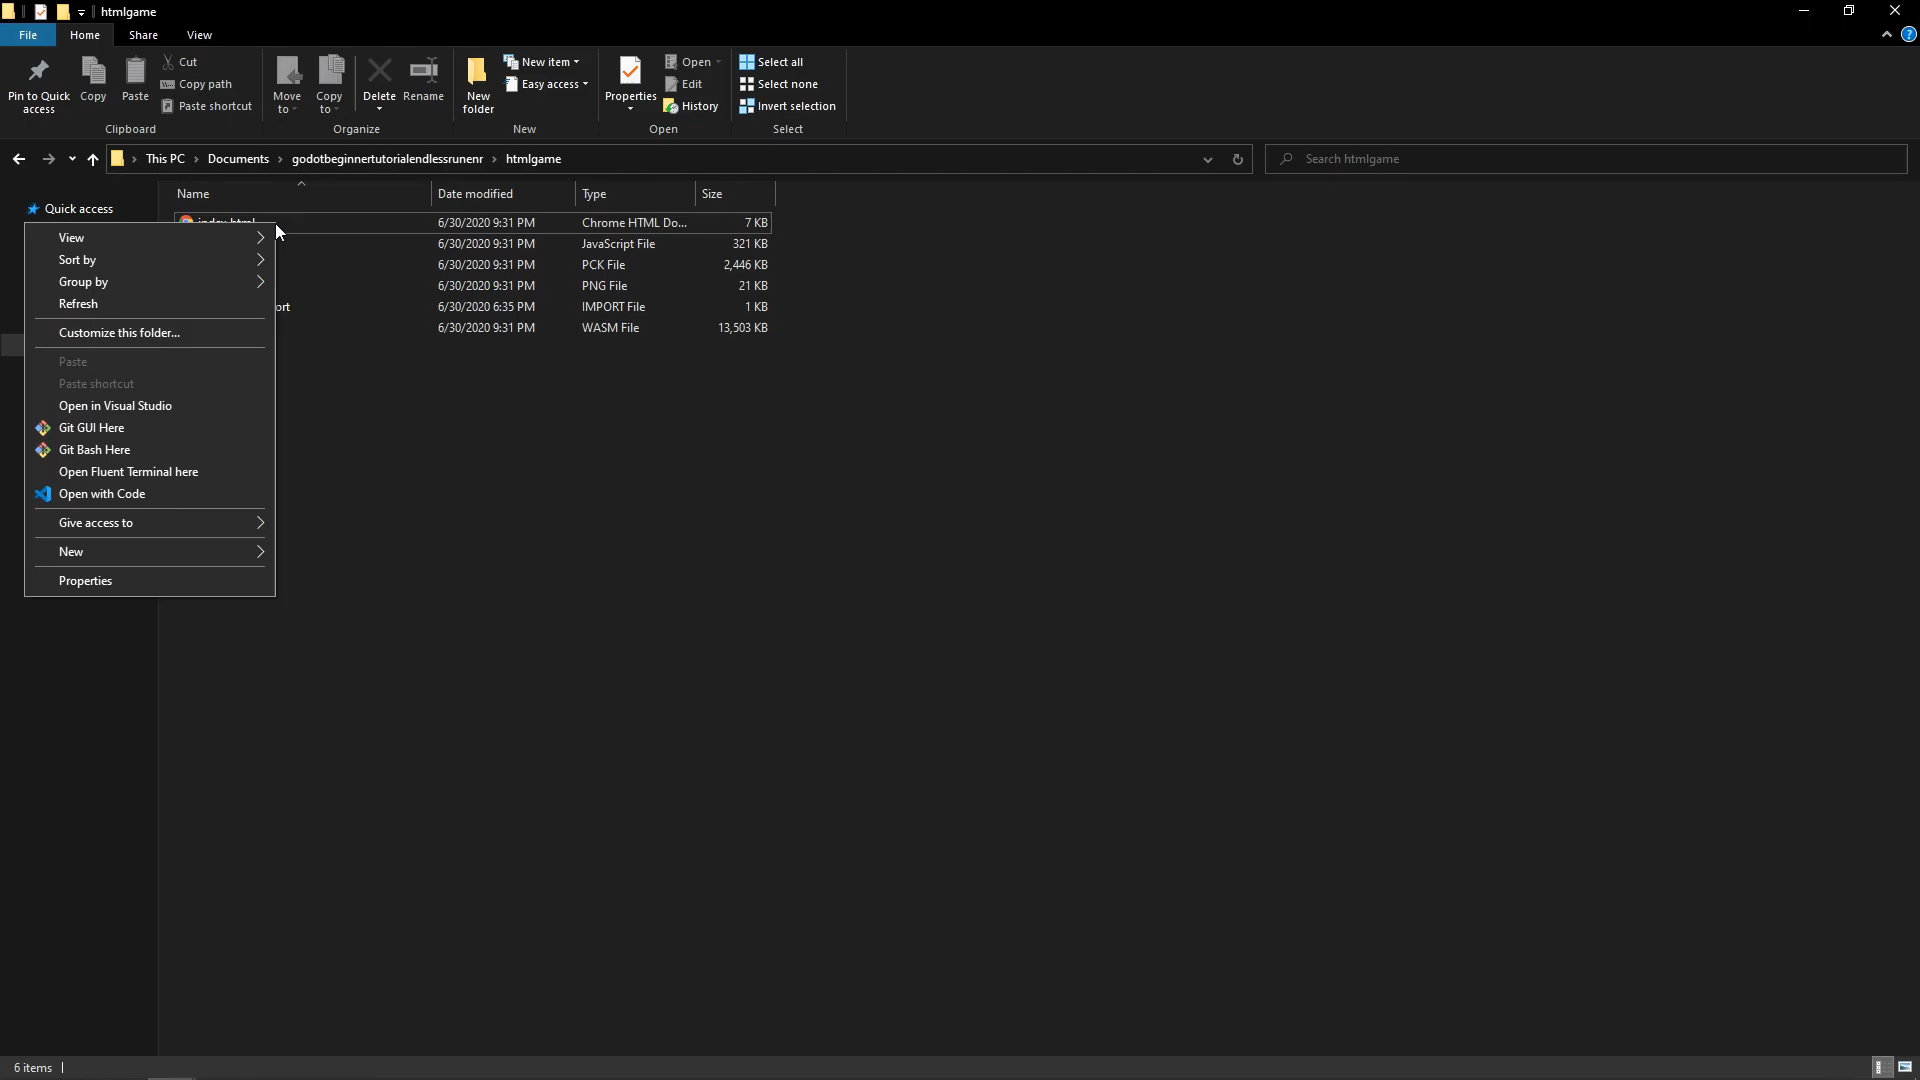 htmlgame
File Home Share View
Pin to Quick access
Copy
Paste
Cut
Copy path
Paste shortcut
Clipboard
Move to
Copy to
Delete
Rename
Organize
New folder
New item
Easy access
New
Properties
Open
Edit
History
Open
Select all
Select none
Invert selection
Select
This PC > Documents > godotbeginnertutorialendlessrunenr > htmlgame
Search htmlgame
Name Date modified Type Size
Quick access
index.html 6/30/2020 9:31 PM Chrome HTML Do... 7 KB
6/30/2020 9:31 PM JavaScript File 321 KB
6/30/2020 9:31 PM PCK File 2,446 KB
6/30/2020 9:31 PM PNG File 21 KB
ort 6/30/2020 6:35 PM IMPORT File 1 KB
6/30/2020 9:31 PM WASM File 13,503 KB
View
Sort by
Group by
Refresh
Customize this folder...
Paste
Paste shortcut
Open in Visual Studio
Git GUI Here
Git Bash Here
Open Fluent Terminal here
Open with Code
Give access to
New
Properties
6 items